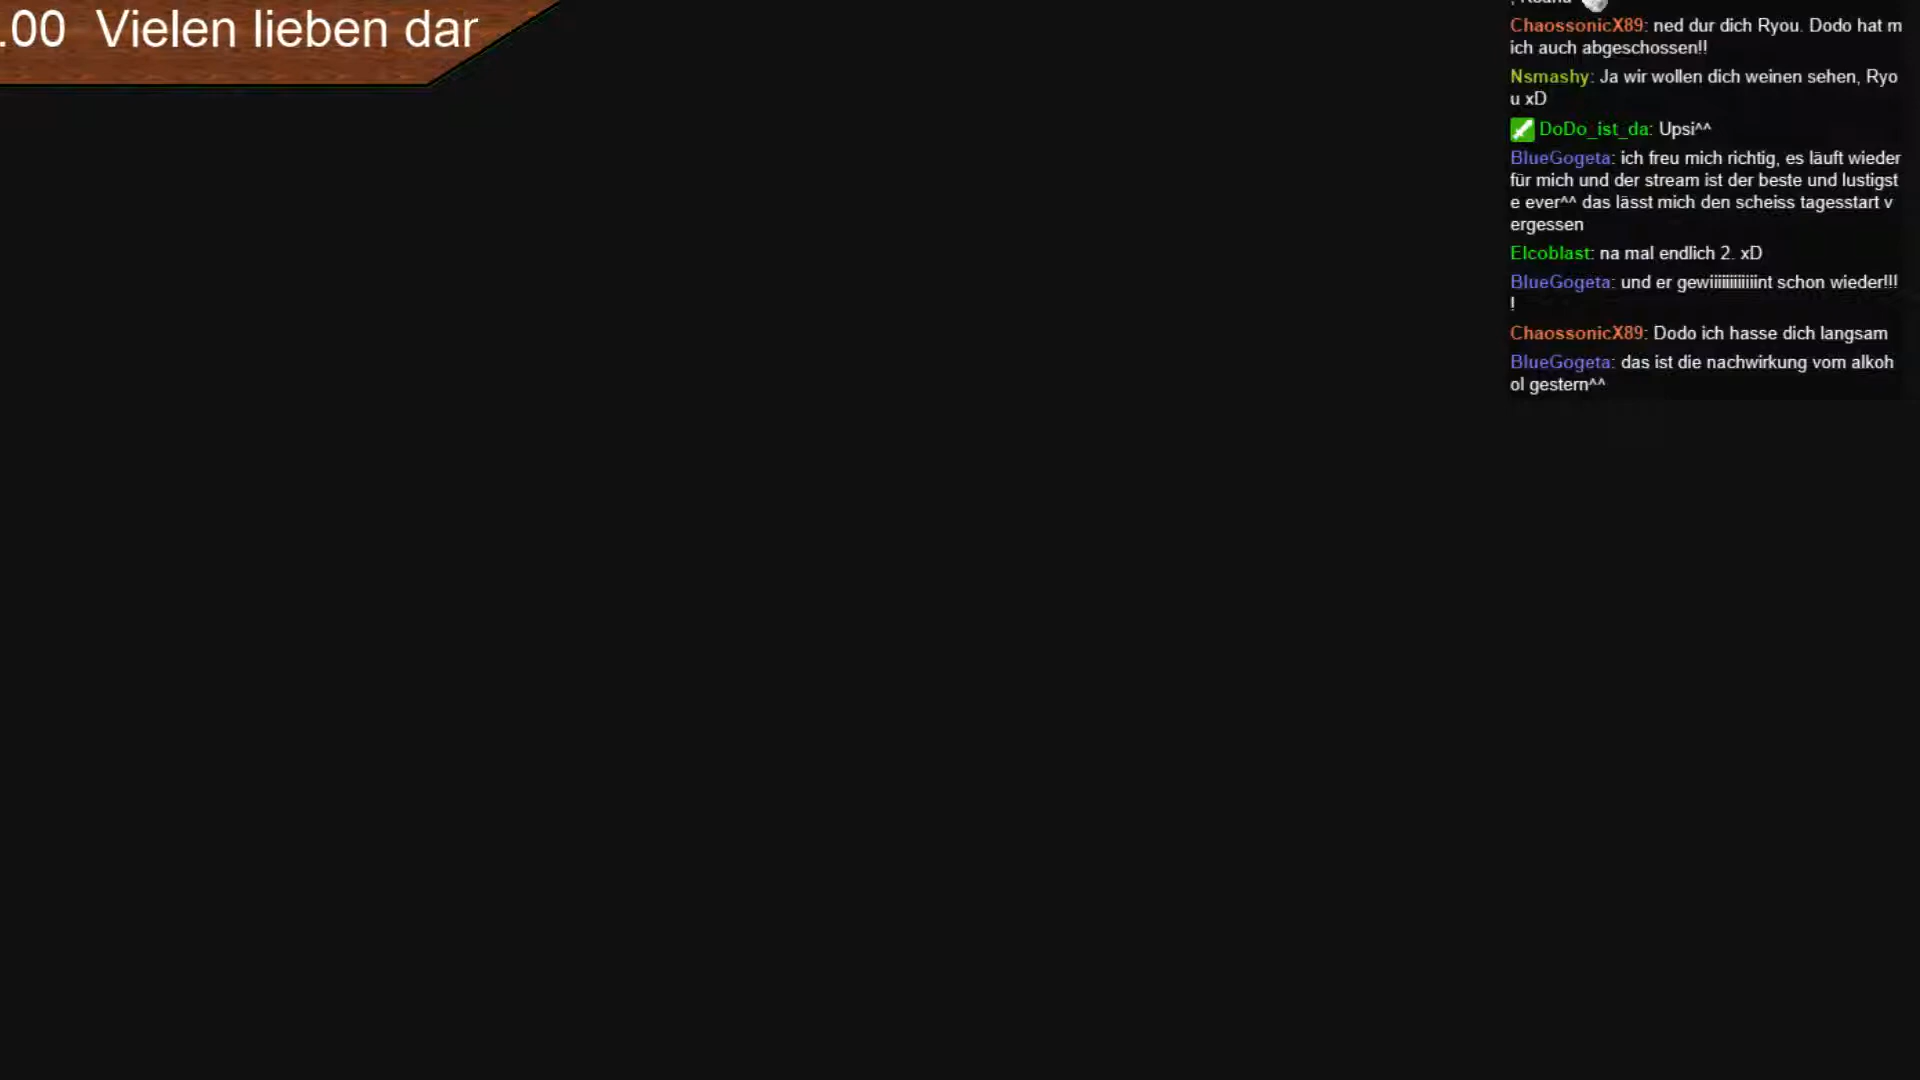 .00 Vielen lieben dar
ChaossonicX89: ned dur dich Ryou. Dodo hat m
ich auch abgeschossen!!
Nsmashy: Ja wir wollen dich weinen sehen, Ryo
u xD
DoDo_ist_da: Upsi^^
BlueGogeta: ich freu mich richtig, es läuft wieder
für mich und der stream ist der beste und lustigst
e ever^^ das lässt mich den scheiss tagesstart v
ergessen
Elcoblast: na mal endlich 2. xD
BlueGogeta: und er gewiiiiiiiiiiiint schon wieder!!!
!
ChaossonicX89: Dodo ich hasse dich langsam
BlueGogeta: das ist die nachwirkung vom alkoh
ol gestern^^